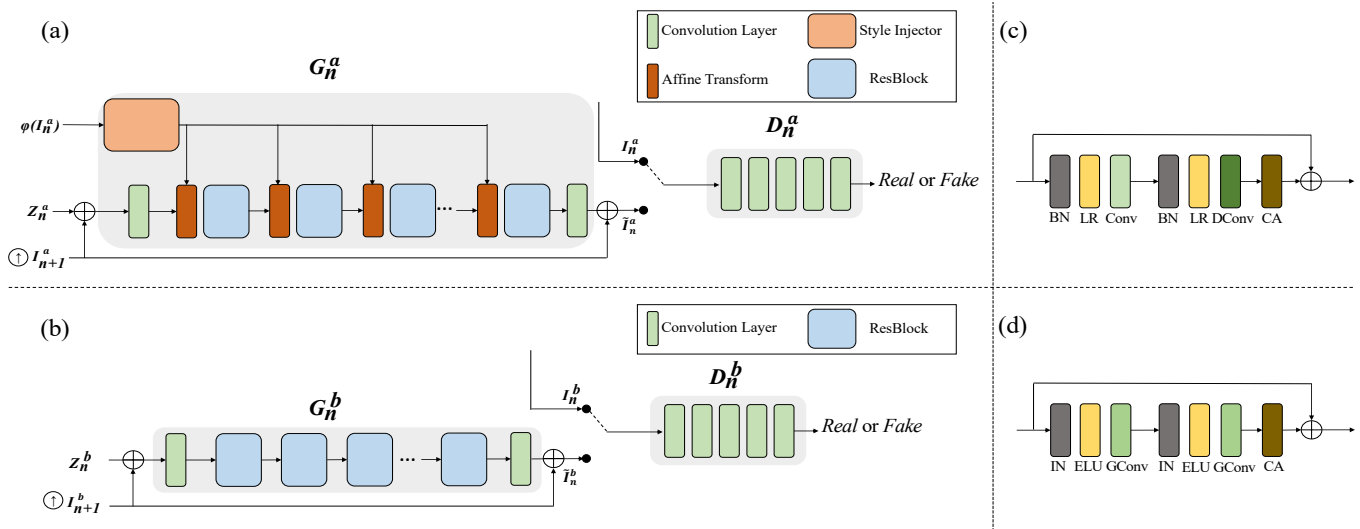 (a)
Convolution Layer
Style Injector
Affine Transform
ResBlock
G_n^a
φ(I_n^a)
Z_n^a
↑ I_{n+1}^a
...
I_n^a
Ĩ_n^a
D_n^a
Real or Fake
(b)
Convolution Layer
ResBlock
G_n^b
Z_n^b
↑ I_{n+1}^b
...
I_n^b
Ĩ_n^b
D_n^b
Real or Fake
(c)
BN LR Conv BN LR DConv CA
(d)
IN ELU GConv IN ELU GConv CA